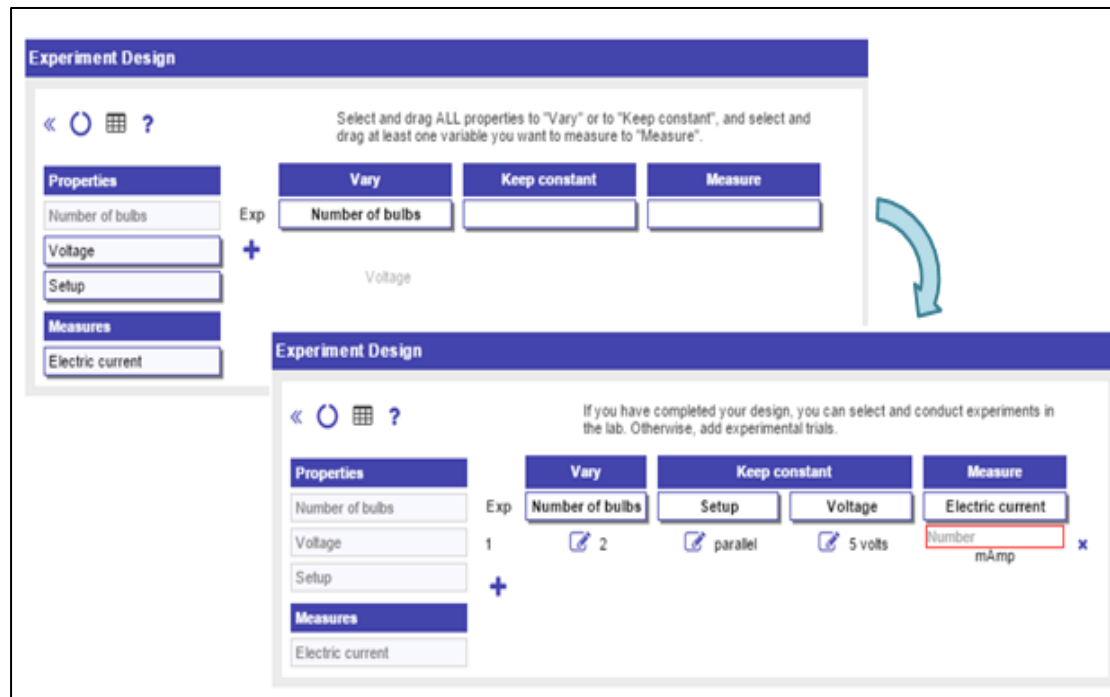 Experiment Design
« ?
Select and drag ALL properties to "Vary" or to "Keep constant", and select and
drag at least one variable you want to measure to "Measure".
Properties Vary Keep constant Measure
Number of bulbs Exp Number of bulbs
Voltage +
Voltage
Setup
Measures
Electric current
Experiment Design
« ?
If you have completed your design, you can select and conduct experiments in
the lab. Otherwise, add experimental trials.
Properties Vary Keep constant Measure
Number of bulbs Exp Number of bulbs Setup Voltage Electric current
Voltage 1 2 parallel 5 volts Number ×
mAmp
Setup +
Measures
Electric current